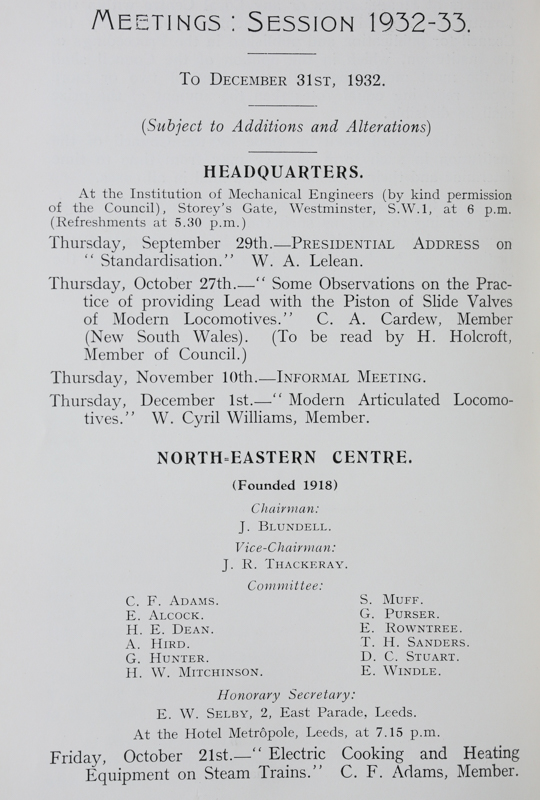 MEETINGS: SESSION 1932-33.
TO DECEMBER 31ST, 1932.
(Subject to Additions and Alterations)
HEADQUARTERS.
At the Institution of Mechanical Engineers (by kind permission
of the Council), Storey's Gate, Westminster, S.W.1, at 6 p.m.
(Refreshments at 5.30 p.m.)
Thursday, September 29th.—PRESIDENTIAL ADDRESS on
“ Standardisation.” W. A. Lelean.
Thursday, October 27th.—“ Some Observations on the Prac-
tice of providing Lead with the Piston of Slide Valves
of Modern Locomotives.” C. A. Cardew, Member
(New South Wales). (To be read by H. Holcroft,
Member of Council.)
Thursday, November 10th.—INFORMAL MEETING.
Thursday, December 1st.—“ Modern Articulated Locomo-
tives.” W. Cyril Williams, Member.
NORTH-EASTERN CENTRE.
(Founded 1918)
Chairman:
J. BLUNDELL.
Vice-Chairman:
J. R. THACKERAY.
Committee:
C. F. ADAMS.
E. ALCOCK.
H. E. DEAN.
A. HIRD.
G. HUNTER.
H. W. MITCHINSON.
S. MUFF.
G. PURSER.
E. ROWNTREE.
T. H. SANDERS.
D. C. STUART.
E. WINDLE.
Honorary Secretary:
E. W. SELBY, 2, East Parade, Leeds.
At the Hotel Metrôpole, Leeds, at 7.15 p.m.
Friday, October 21st.—“ Electric Cooking and Heating
Equipment on Steam Trains.” C. F. Adams, Member.